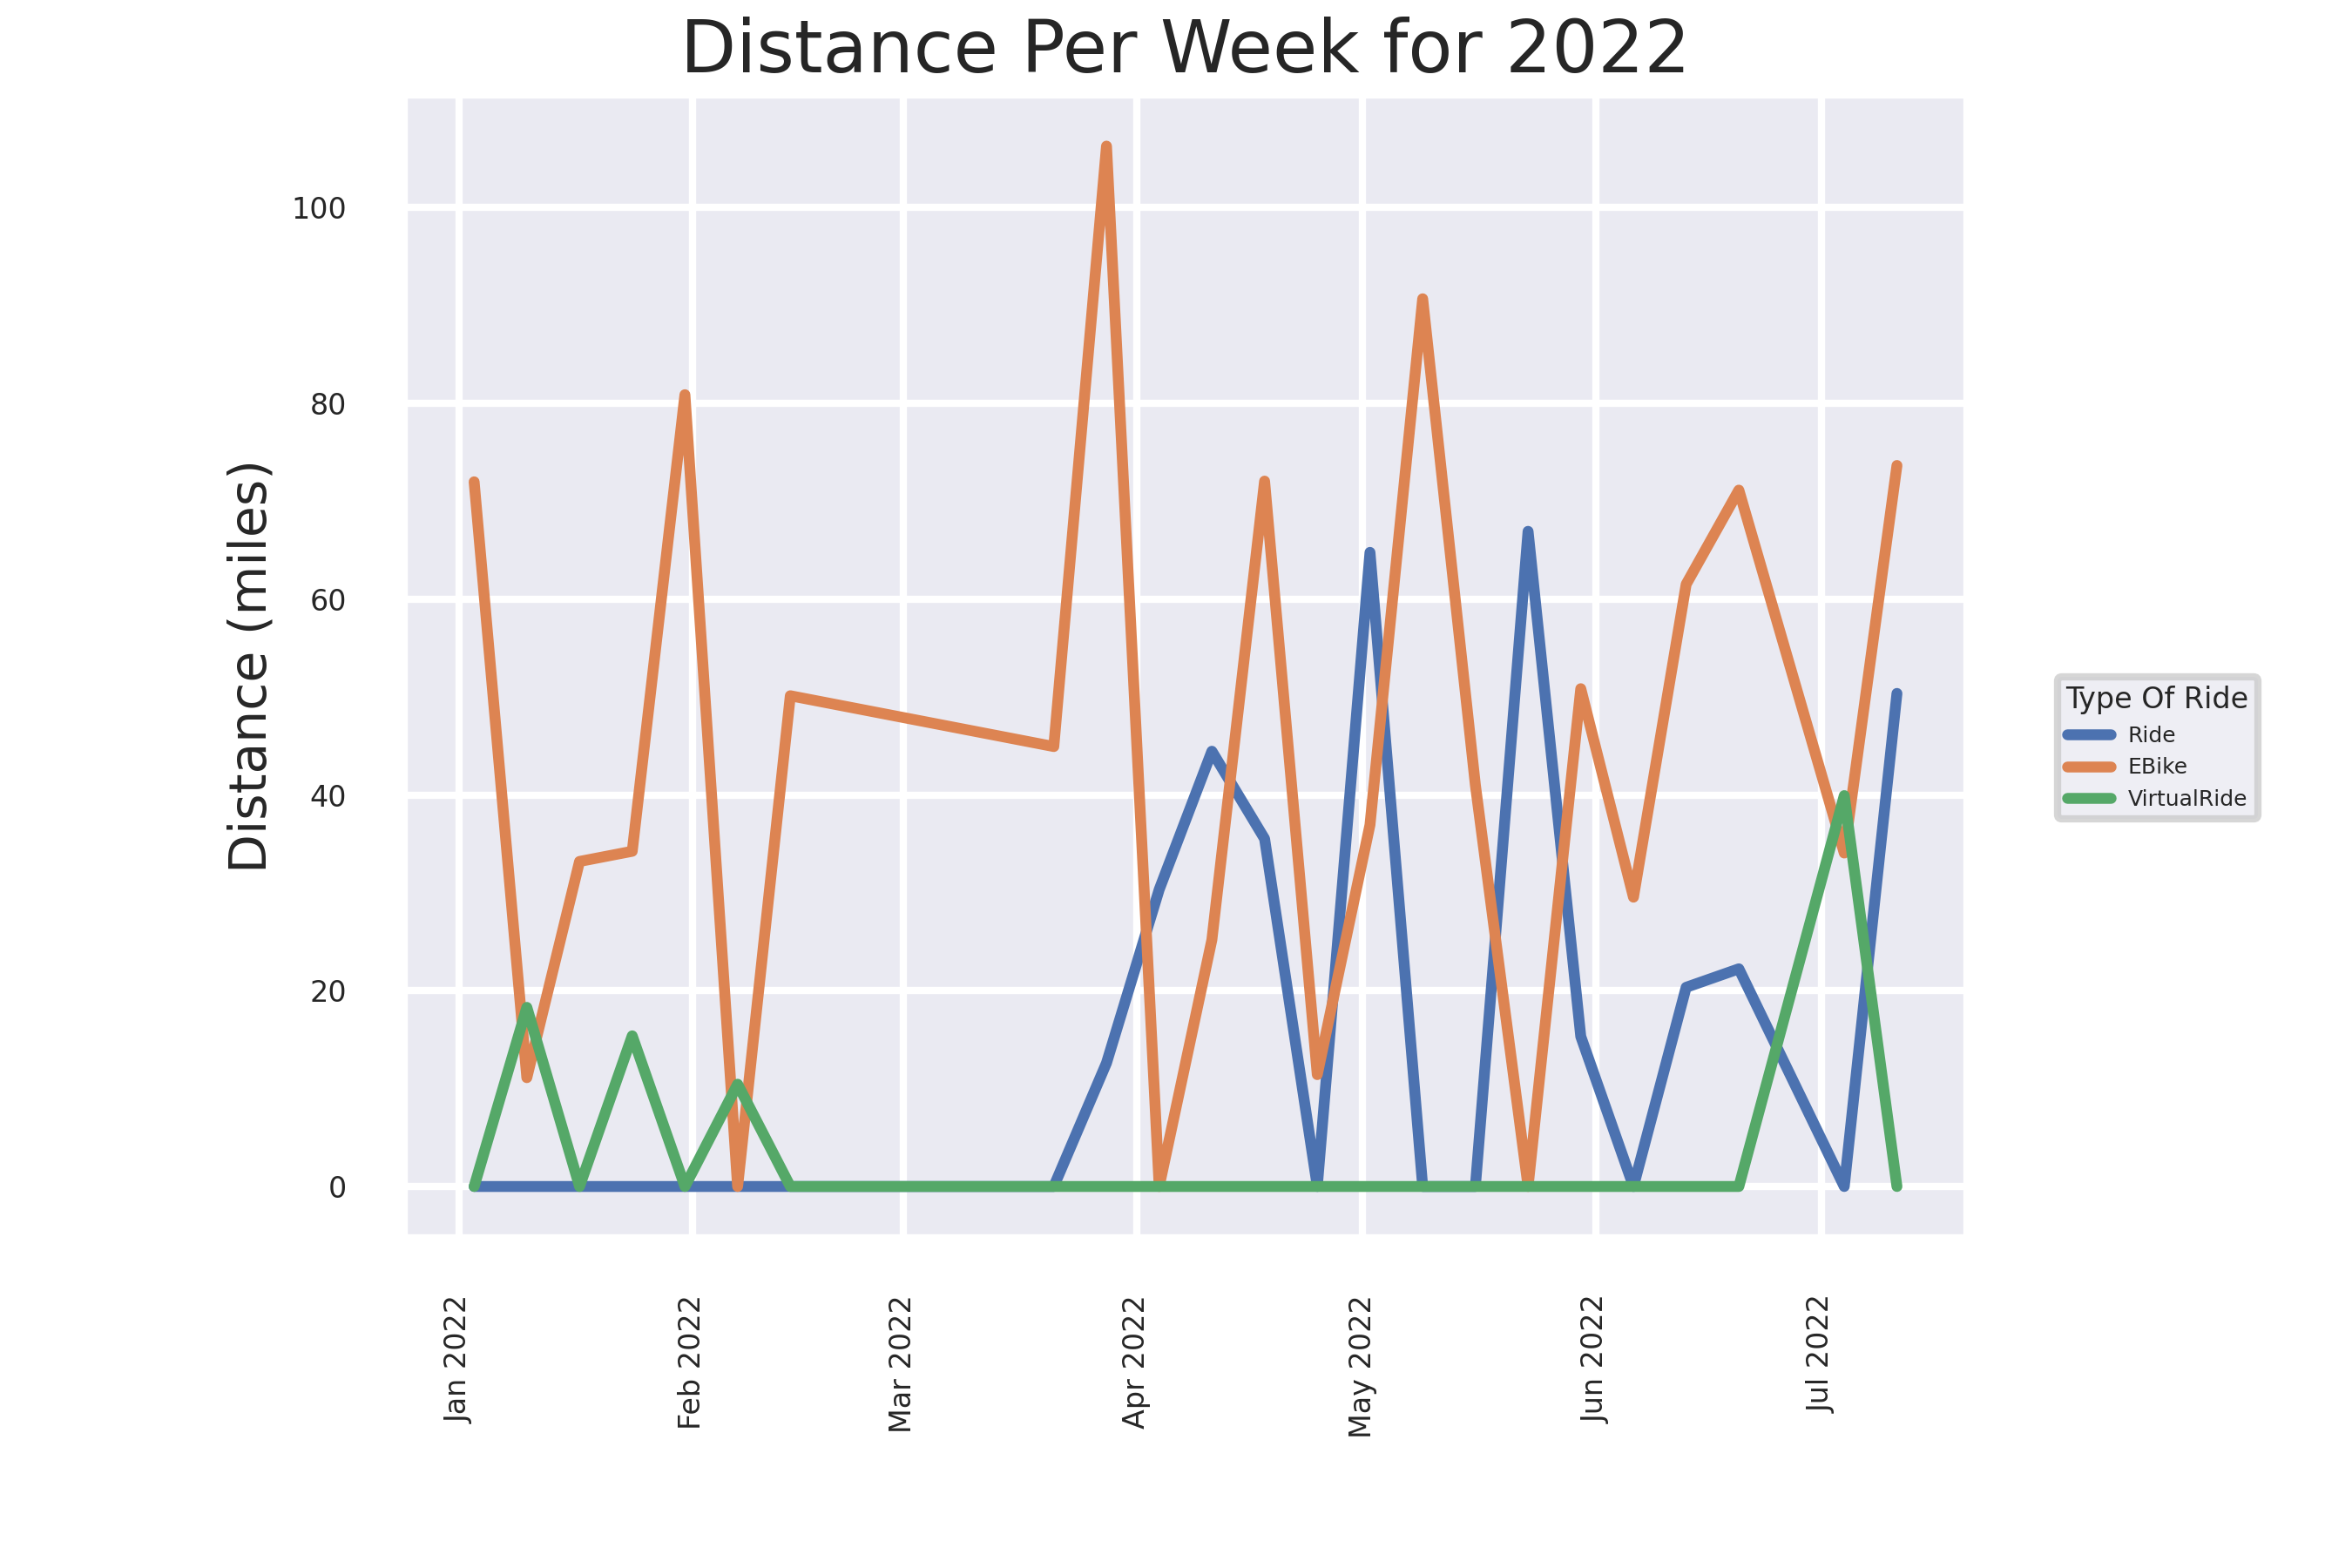 Distance Per Week for 2022
Distance (miles)
100
80
60
40
20
0
Jan 2022
Feb 2022
Mar 2022
Apr 2022
May 2022
Jun 2022
Jul 2022
Type Of Ride
Ride
EBike
VirtualRide